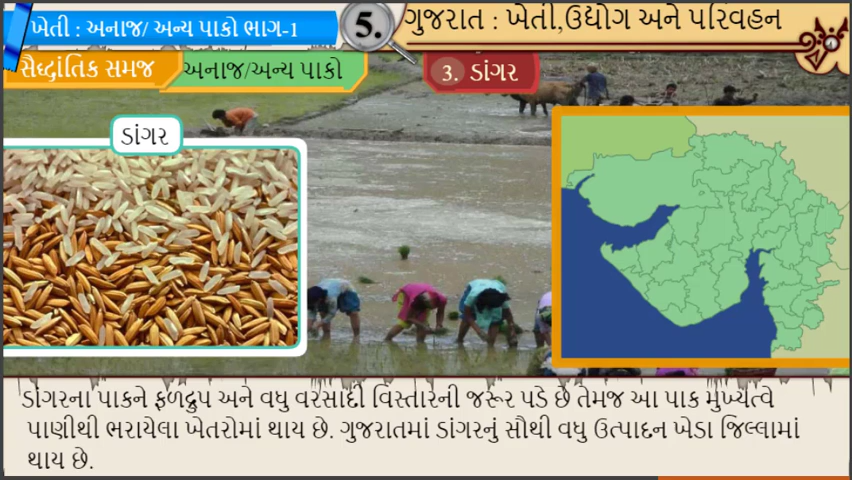 ખેતી : અનાજ/ અન્ય પાકો ભાગ-1
5.
ગુજરાત : ખેતી,ઉદ્યોગ અને પરિવહન
સૈધ્દ્રાંતિક સમજ
અનાજ/અન્ય પાકો
3. ડાંગર
ડાંગર
ડાંગરના પાકને ફળદ્રુપ અને વધુ વરસાદી વિસ્તારની જરૂર પડે છે તેમજ આ પાક મુખ્યત્વે
પાણીથી ભરાયેલા ખેતરોમાં થાય છે. ગુજરાતમાં ડાંગરનું સૌથી વધુ ઉત્પાદન ખેડા જિલ્લામાં
થાય છે.